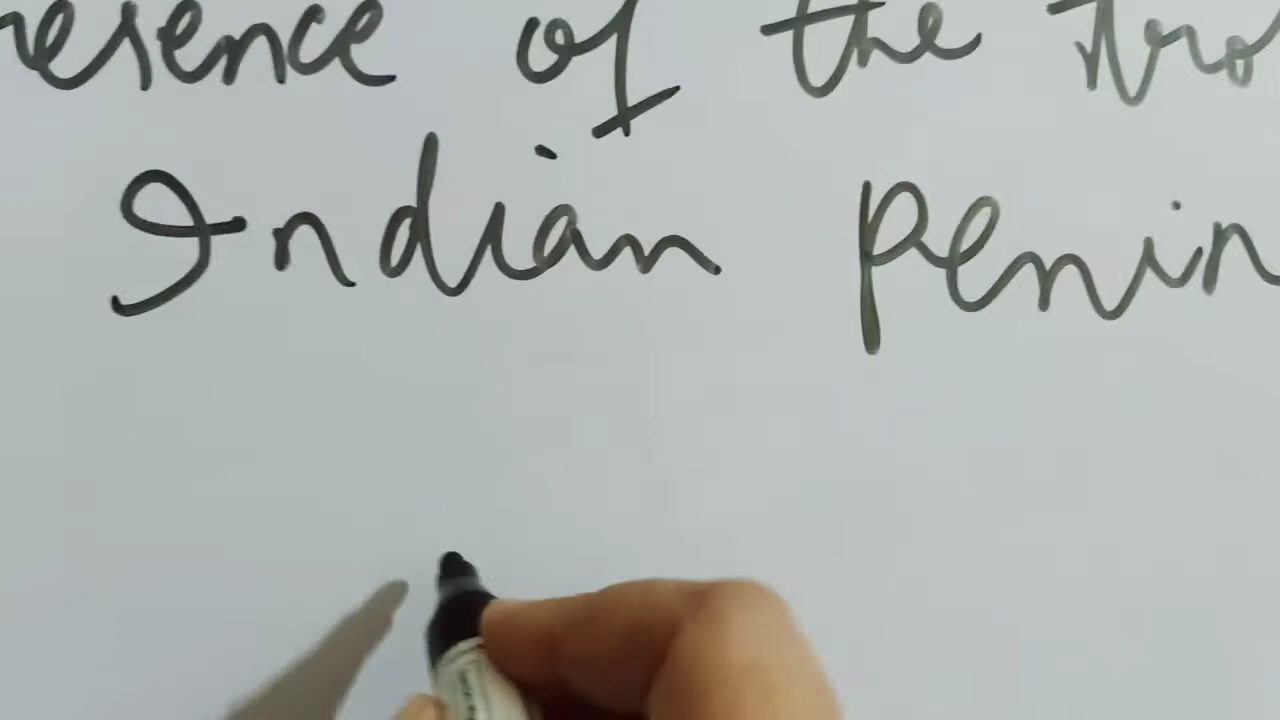 resence of the tro
Indian Penin